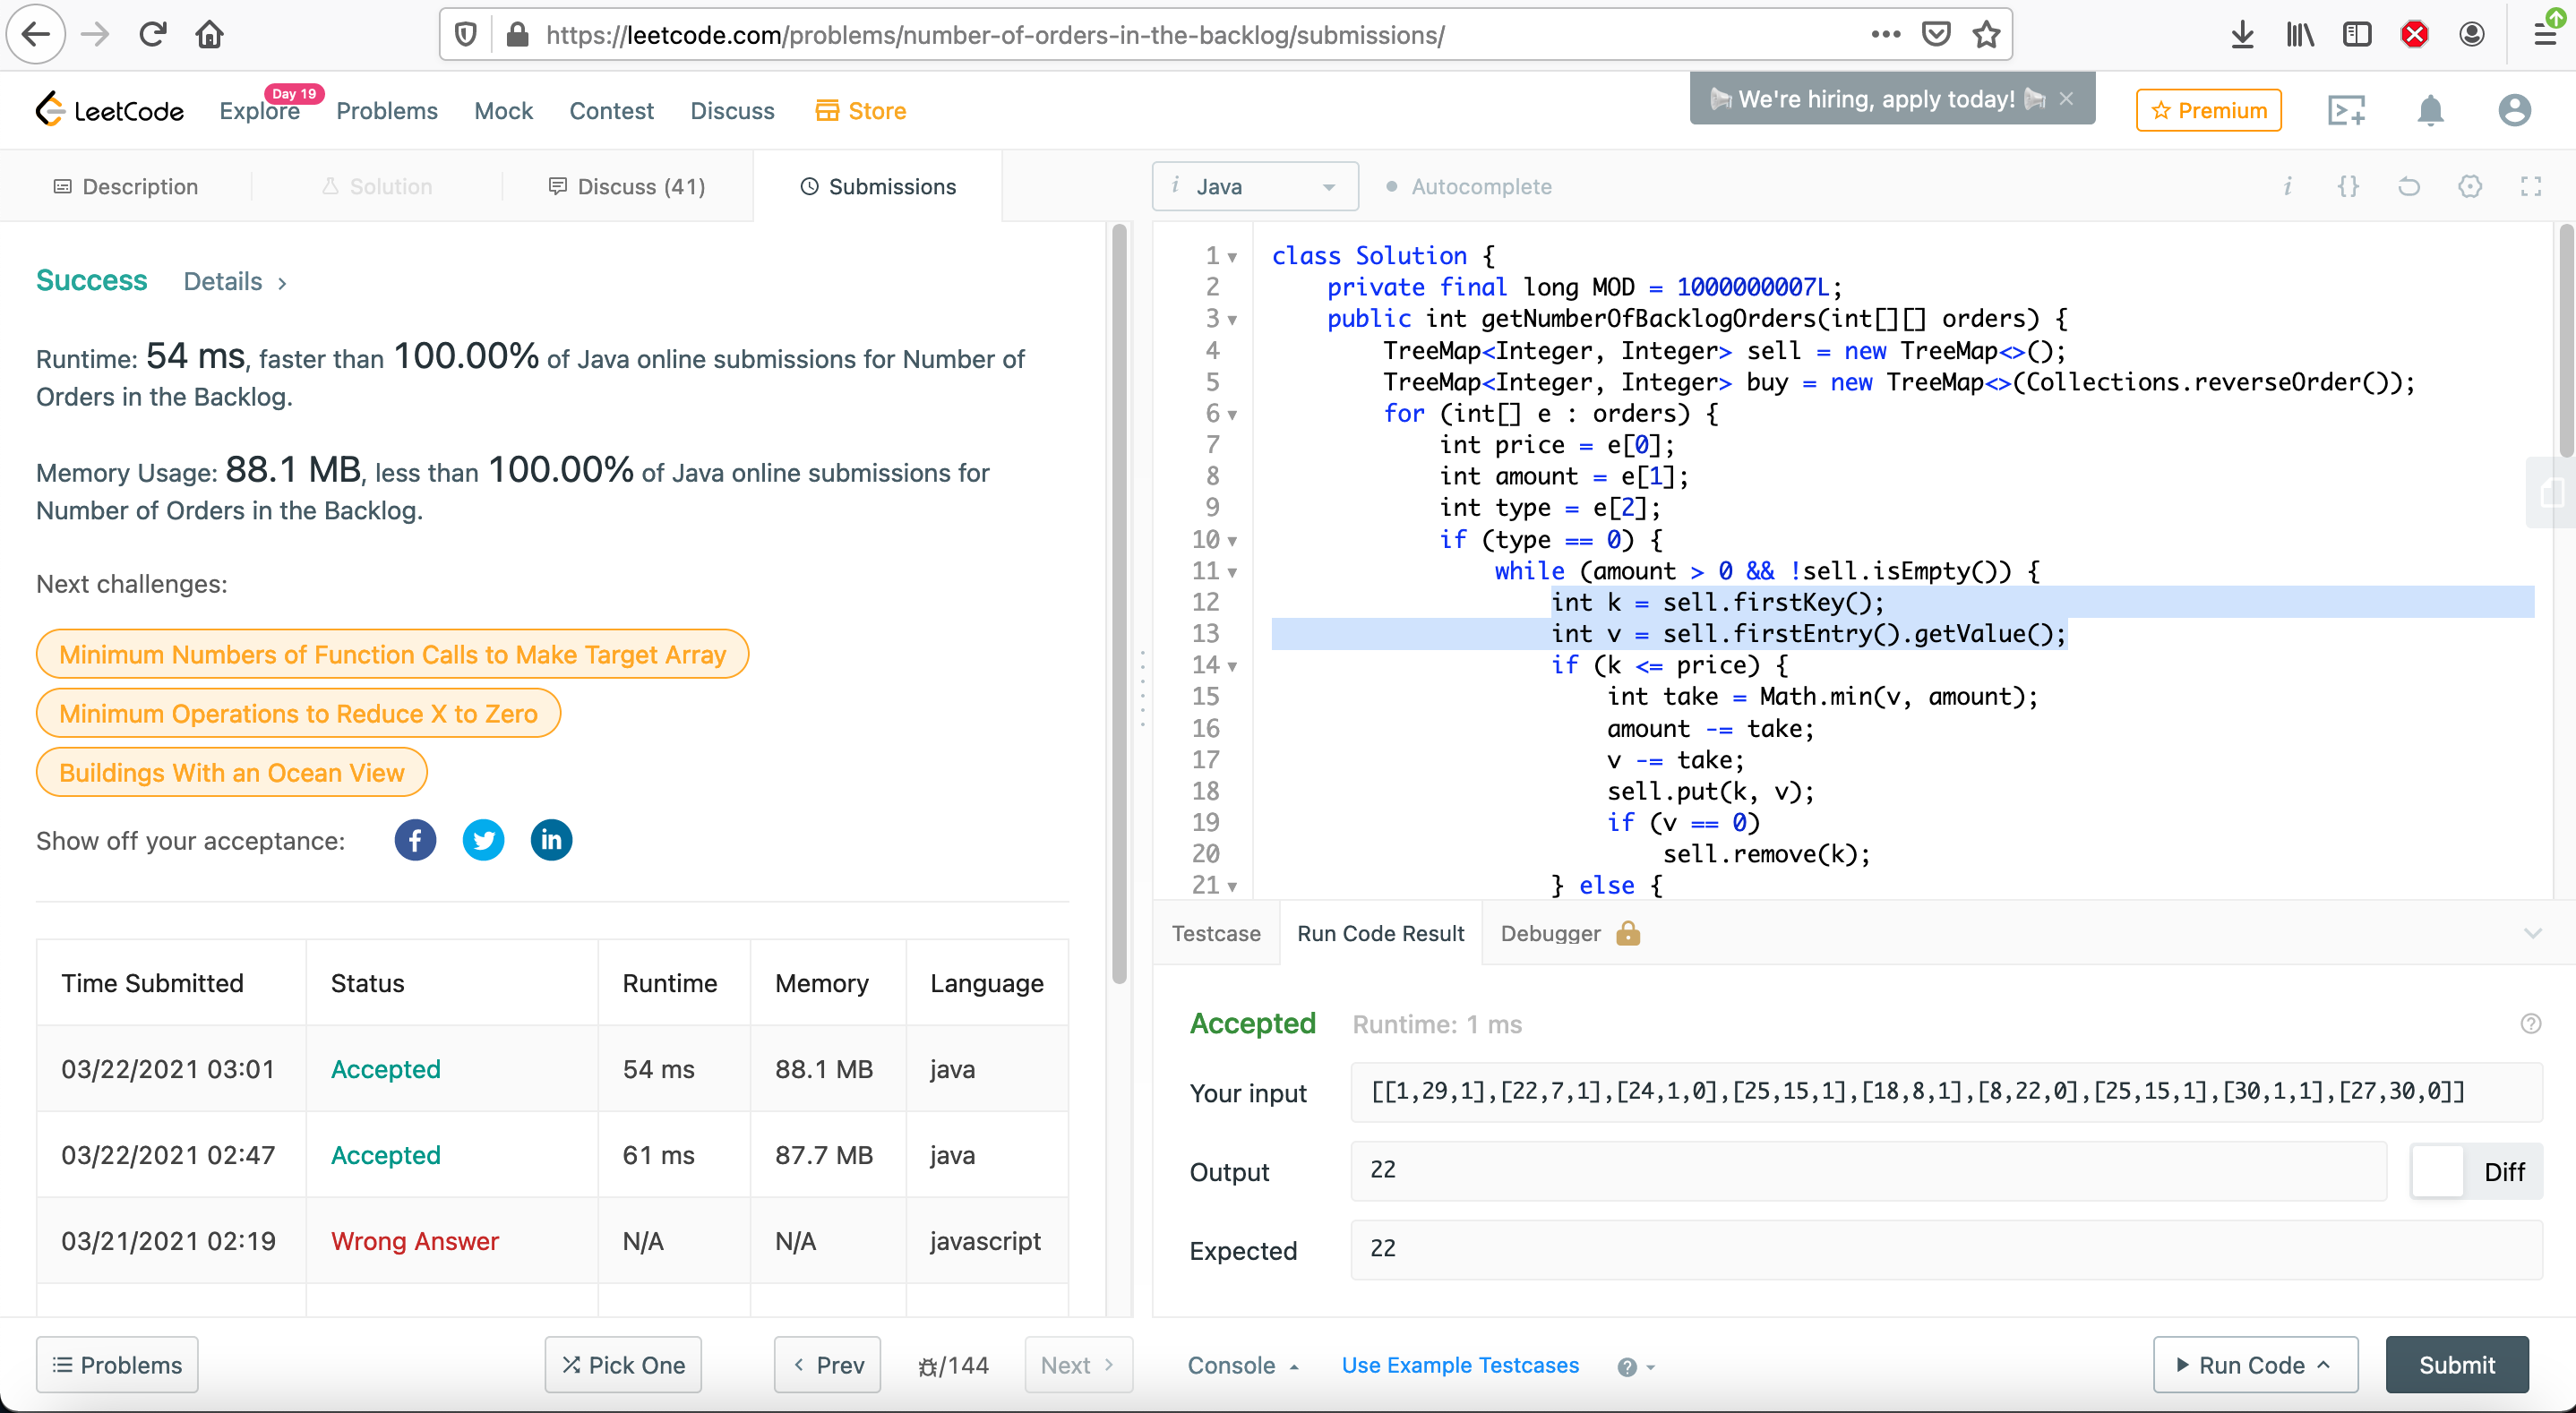 https://leetcode.com/problems/number-of-orders-in-the-backlog/submissions/
LeetCode
Explore
Day 19
Problems
Mock
Contest
Discuss
Store
We're hiring, apply today!
Premium
Description
Solution
Discuss (41)
Submissions
Success
Details
Runtime: 54 ms, faster than 100.00% of Java online submissions for Number of
Orders in the Backlog.
Memory Usage: 88.1 MB, less than 100.00% of Java online submissions for
Number of Orders in the Backlog.
Next challenges:
Minimum Numbers of Function Calls to Make Target Array
Minimum Operations to Reduce X to Zero
Buildings With an Ocean View
Show off your acceptance:
Time Submitted Status Runtime Memory Language
03/22/2021 03:01 Accepted 54 ms 88.1 MB java
03/22/2021 02:47 Accepted 61 ms 87.7 MB java
03/21/2021 02:19 Wrong Answer N/A N/A javascript
Problems
Pick One
Prev
/144
Next
i Java
Autocomplete
1 class Solution {
2 private final long MOD = 1000000007L;
3 public int getNumberOfBacklogOrders(int[][] orders) {
4 TreeMap<Integer, Integer> sell = new TreeMap<>();
5 TreeMap<Integer, Integer> buy = new TreeMap<>(Collections.reverseOrder());
6 for (int[] e : orders) {
7 int price = e[0];
8 int amount = e[1];
9 int type = e[2];
10 if (type == 0) {
11 while (amount > 0 && !sell.isEmpty()) {
12 int k = sell.firstKey();
13 int v = sell.firstEntry().getValue();
14 if (k <= price) {
15 int take = Math.min(v, amount);
16 amount -= take;
17 v -= take;
18 sell.put(k, v);
19 if (v == 0)
20 sell.remove(k);
21 } else {
Testcase
Run Code Result
Debugger
Accepted
Runtime: 1 ms
Your input
[[1,29,1],[22,7,1],[24,1,0],[25,15,1],[18,8,1],[8,22,0],[25,15,1],[30,1,1],[27,30,0]]
Output
22
Diff
Expected
22
Console
Use Example Testcases
Run Code
Submit